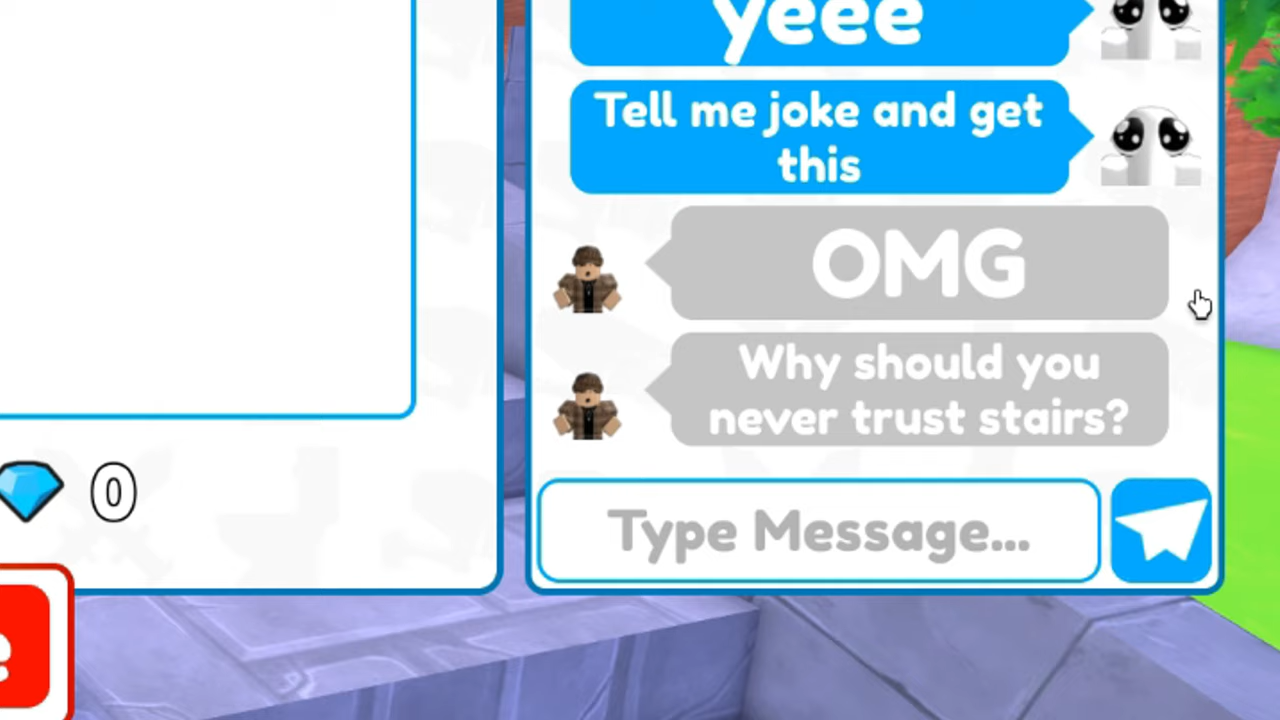 yeee
Tell me joke and get
this
OMG
Why should you
never trust stairs?
0
Type Message...
e